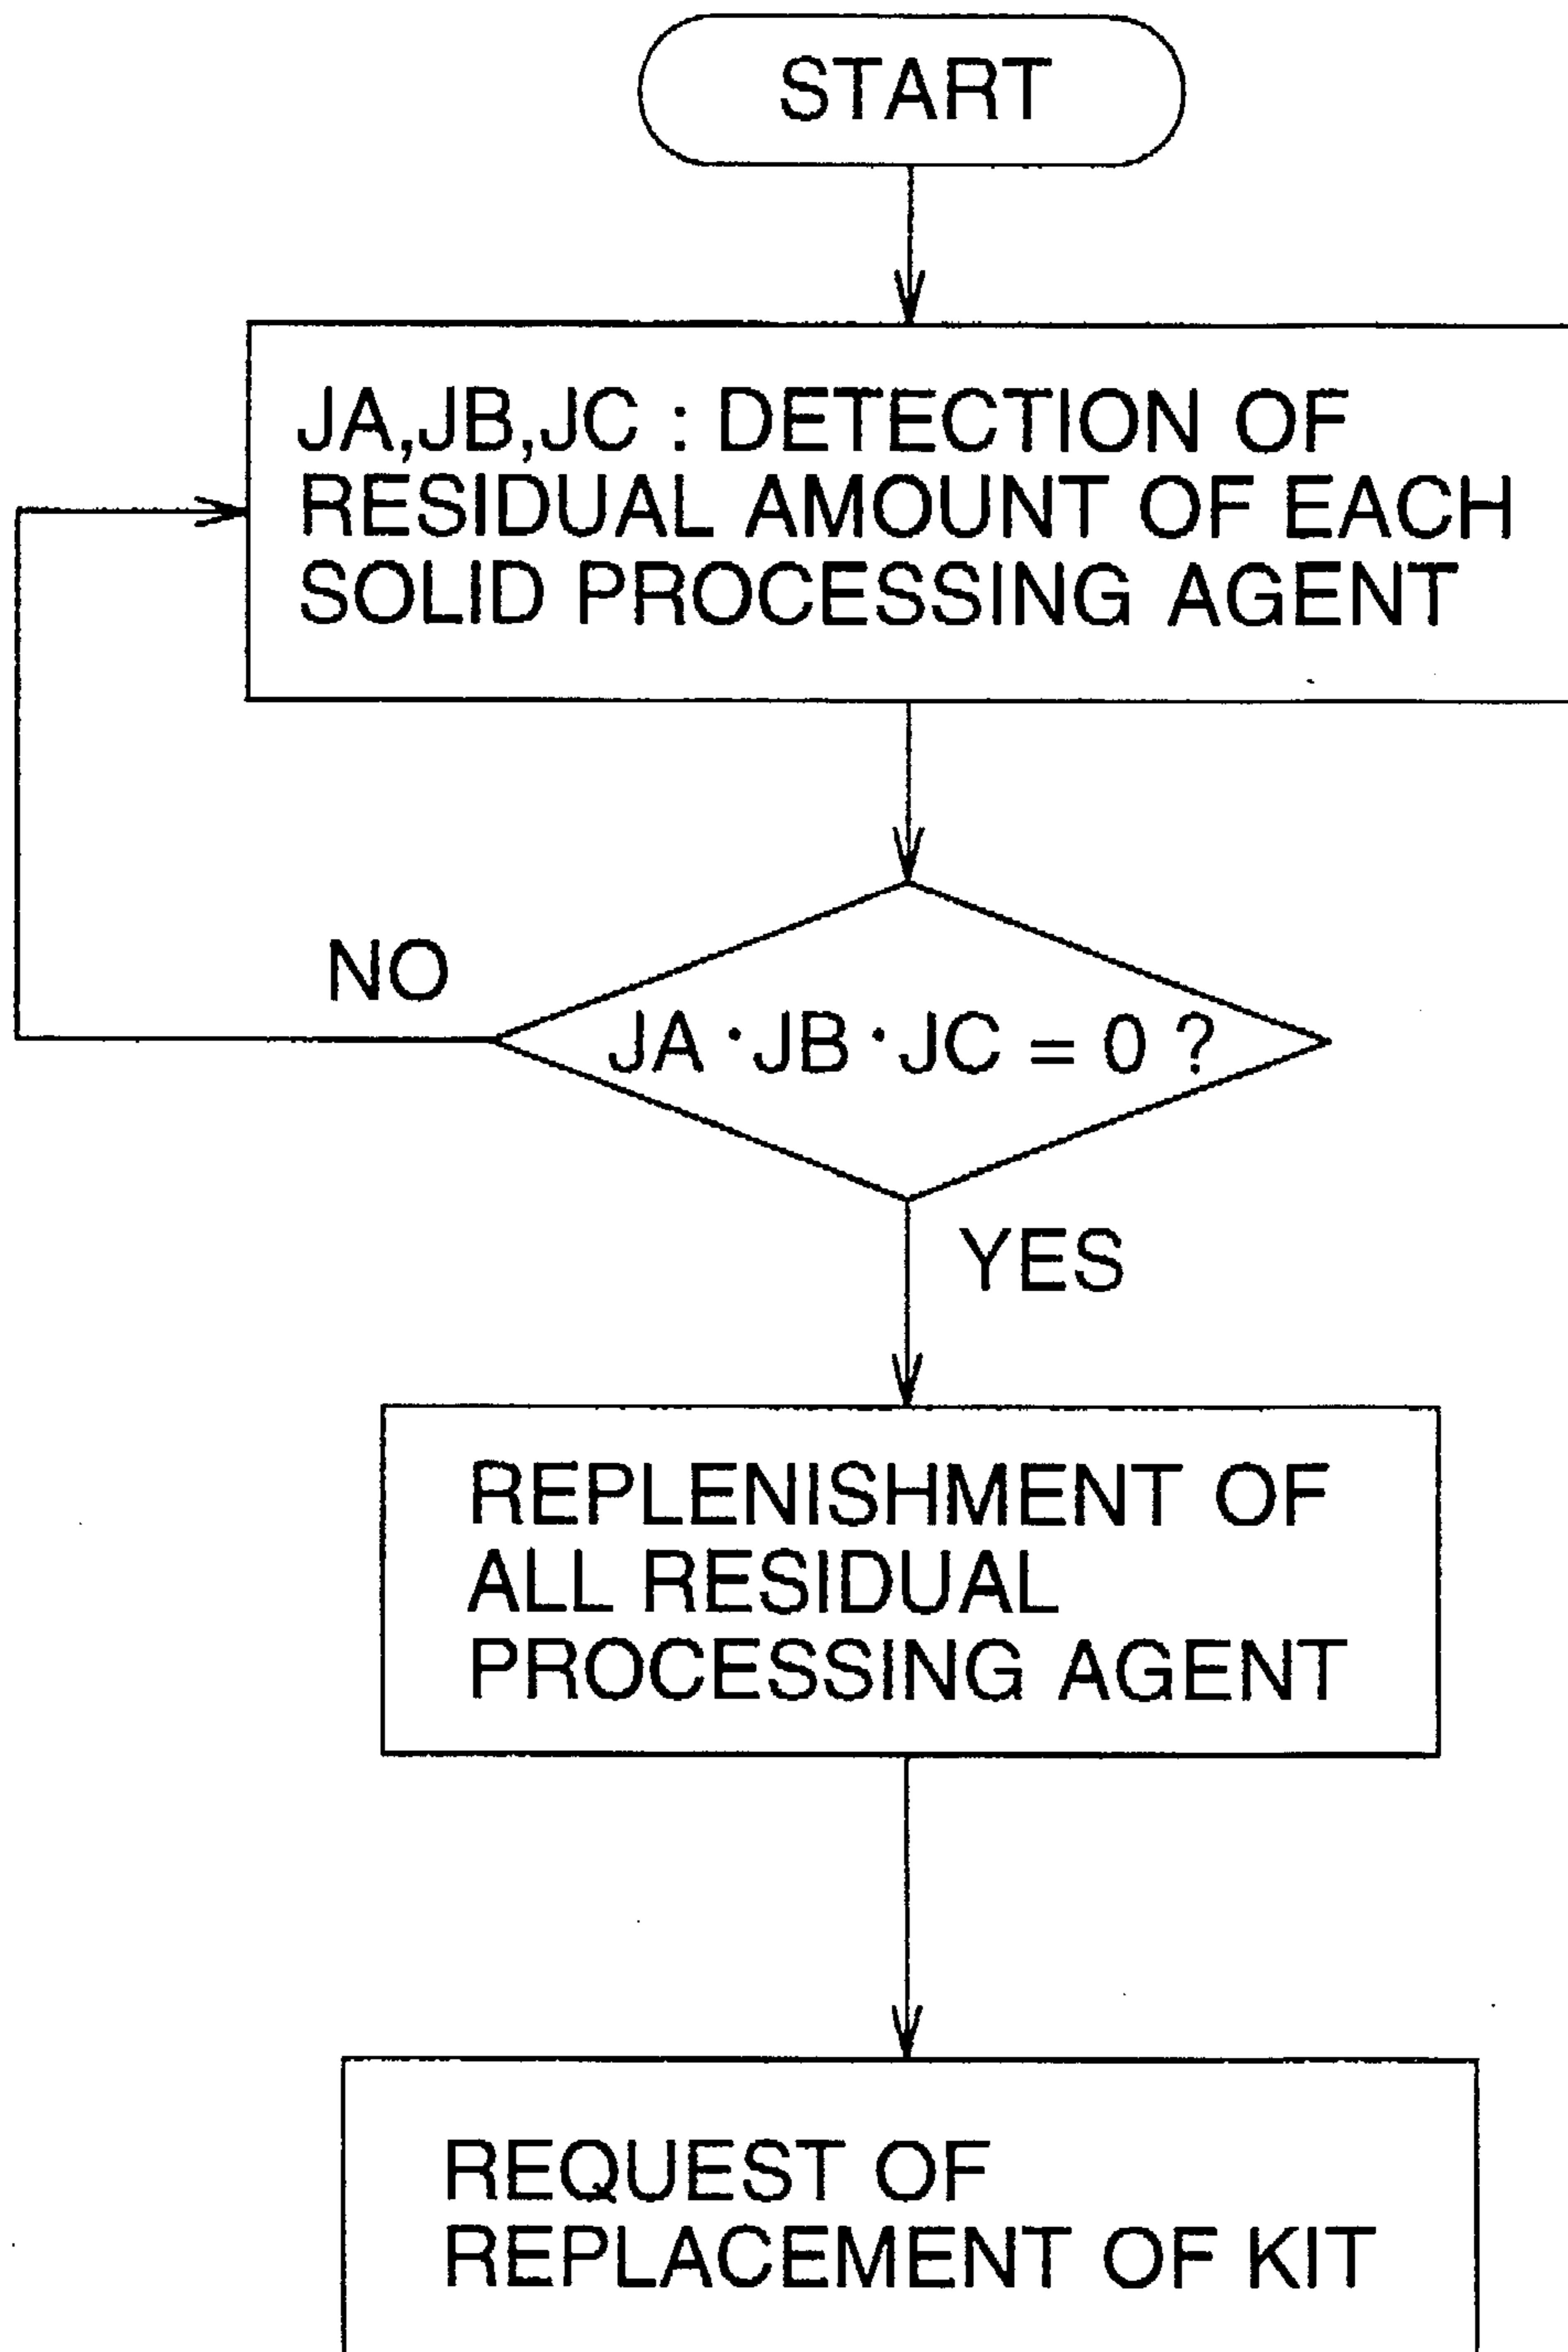 START
JA,JB,JC : DETECTION OF
RESIDUAL AMOUNT OF EACH
SOLID PROCESSING AGENT
NO
JA·JB·JC = 0 ?
YES
REPLENISHMENT OF
ALL RESIDUAL
PROCESSING AGENT
REQUEST OF
REPLACEMENT OF KIT